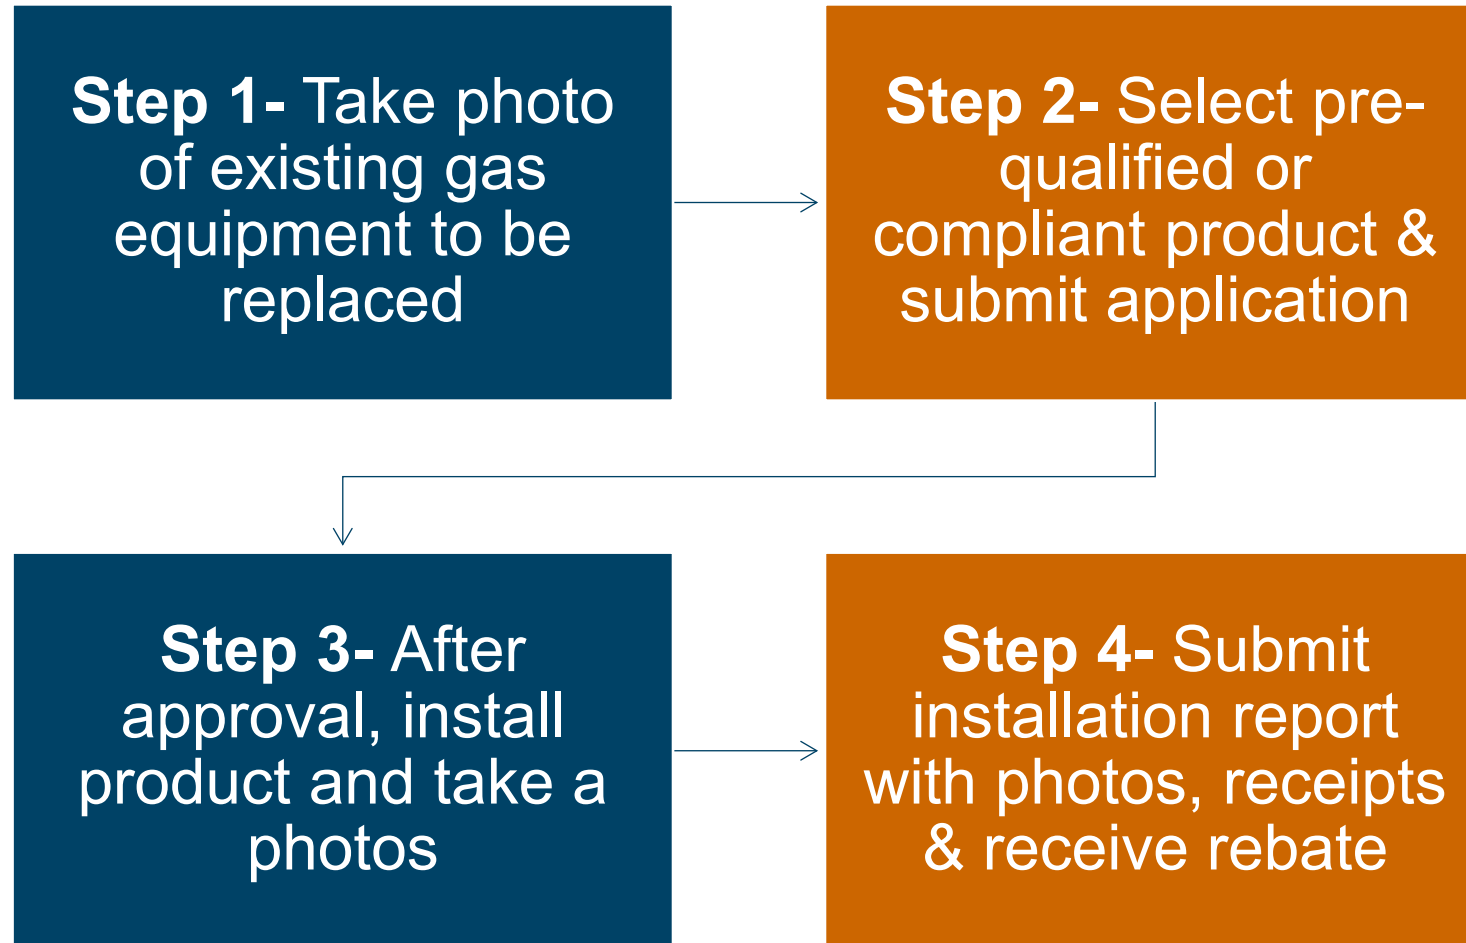 Step 1- Take photo
of existing gas
equipment to be
replaced
Step 2- Select pre-
qualified or
compliant product &
submit application
Step 3- After
approval, install
product and take a
photos
Step 4- Submit
installation report
with photos, receipts
& receive rebate